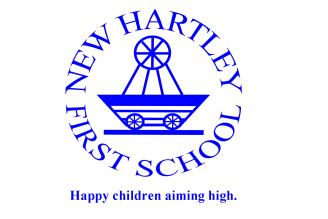 NEW HARTLEY
FIRST SCHOOL
Happy children aiming high.